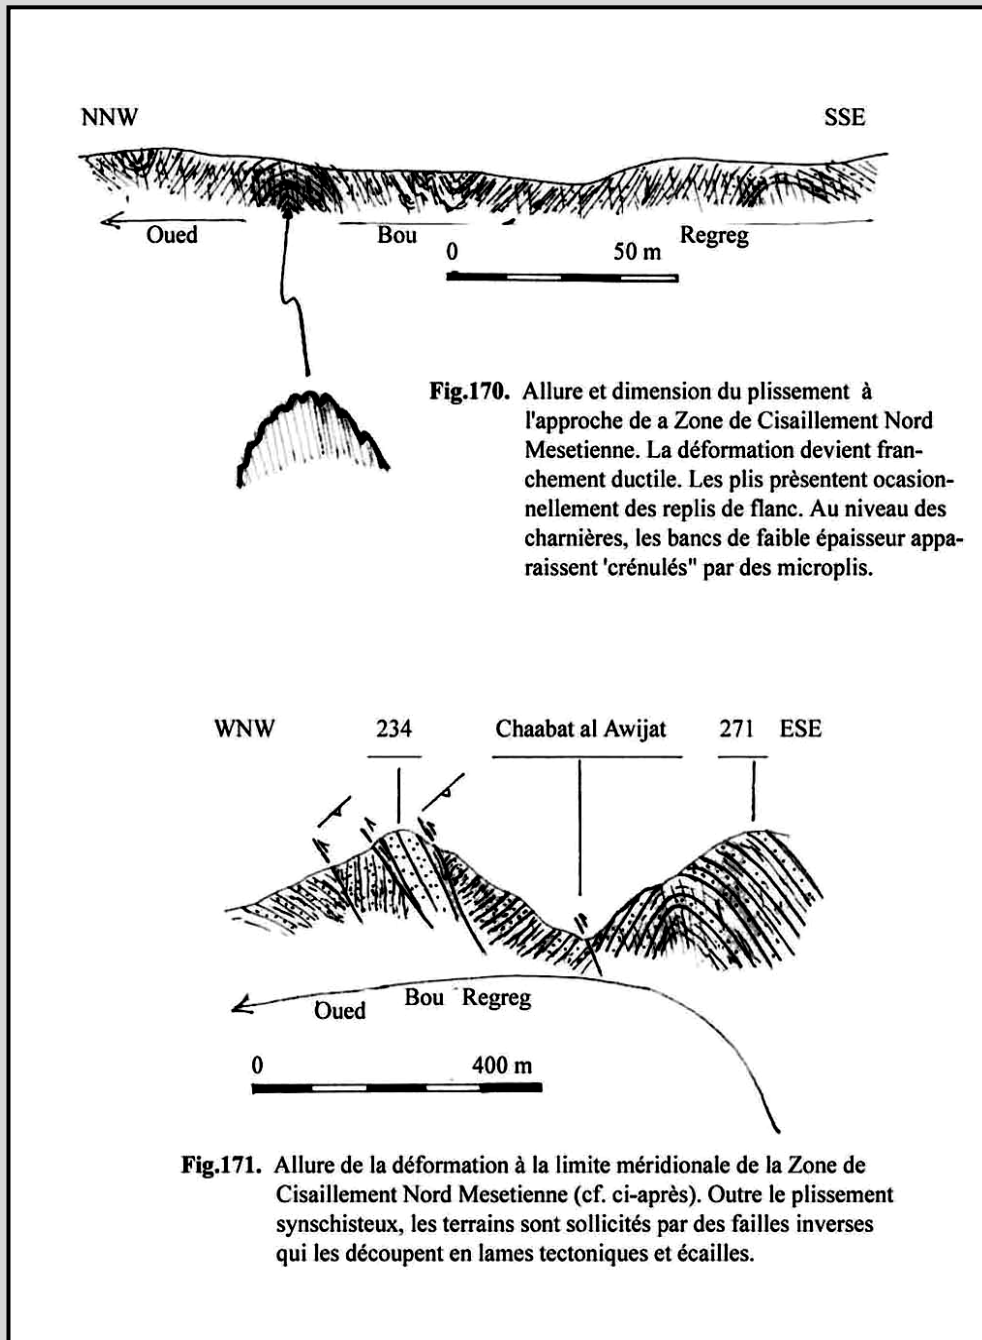 NNW SSE
Oued Bou Regreg
0 50 m
Fig.170. Allure et dimension du plissement à
l'approche de a Zone de Cisaillement Nord
Mesetienne. La déformation devient fran-
chement ductile. Les plis prèsentent ocasion-
nellement des replis de flanc. Au niveau des
charnières, les bancs de faible épaisseur appa-
raissent 'crénulés" par des microplis.
WNW 234 Chaabat al Awijat 271 ESE
Oued Bou Regreg
0 400 m
Fig.171. Allure de la déformation à la limite méridionale de la Zone de
Cisaillement Nord Mesetienne (cf. ci-après). Outre le plissement
synschisteux, les terrains sont sollicités par des failles inverses
qui les découpent en lames tectoniques et écailles.